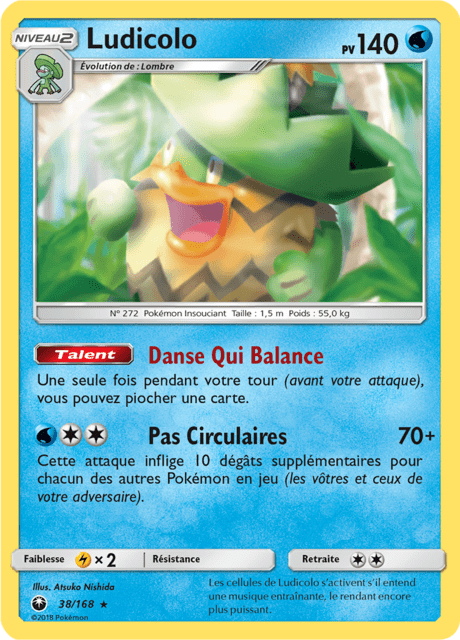 NIVEAU2
Ludicolo
PV140
Évolution de : Lombre
N° 272 Pokémon Insouciant Taille : 1,5 m Poids : 55,0 kg
Talent Danse Qui Balance
Une seule fois pendant votre tour (avant votre attaque),
vous pouvez piocher une carte.
Pas Circulaires 70+
Cette attaque inflige 10 dégâts supplémentaires pour
chacun des autres Pokémon en jeu (les vôtres et ceux de
votre adversaire).
Faiblesse ×2 Résistance Retraite
Illus. Atsuko Nishida
38/168 ★
©2018 Pokémon
Les cellules de Ludicolo s'activent s'il entend
une musique entraînante, le rendant encore
plus puissant.